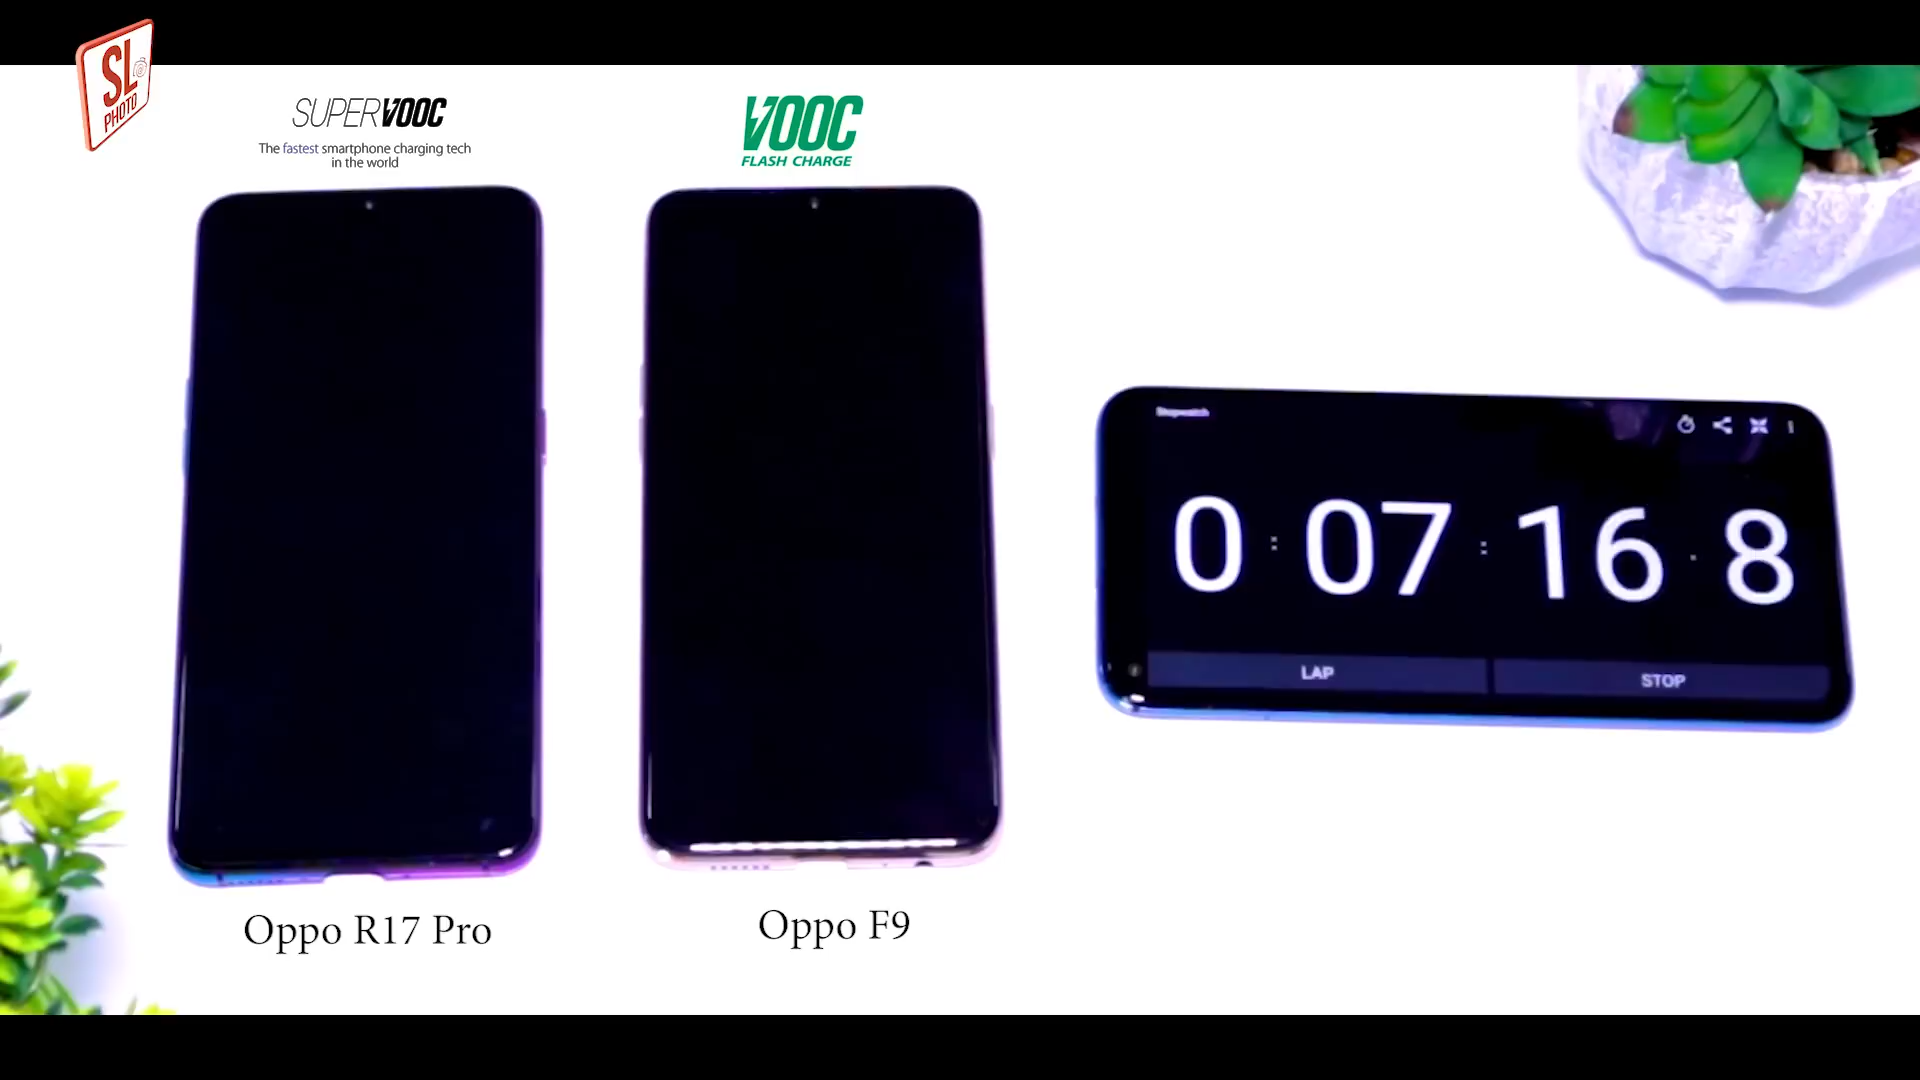 SL
PHOTO
SUPERVOOC
The fastest smartphone charging tech
in the world
VOOC
FLASH CHARGE
Stopwatch
0:07:16.8
LAP
STOP
Oppo R17 Pro
Oppo F9